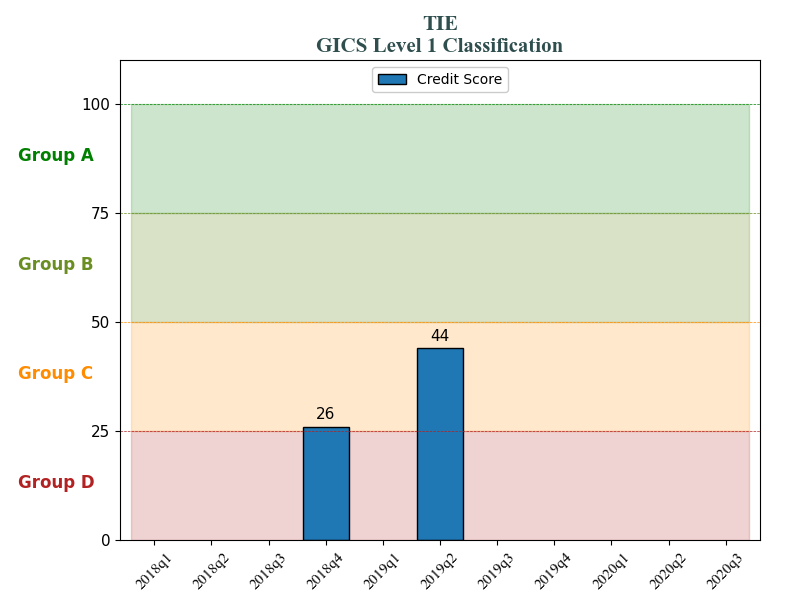 TIE
GICS Level 1 Classification
Credit Score
100
Group A
75
Group B
50
44
Group C
26
25
Group D
0
2018q1 2018q2 2018q3 2018q4 2019q1 2019q2 2019q3 2019q4 2020q1 2020q2 2020q3